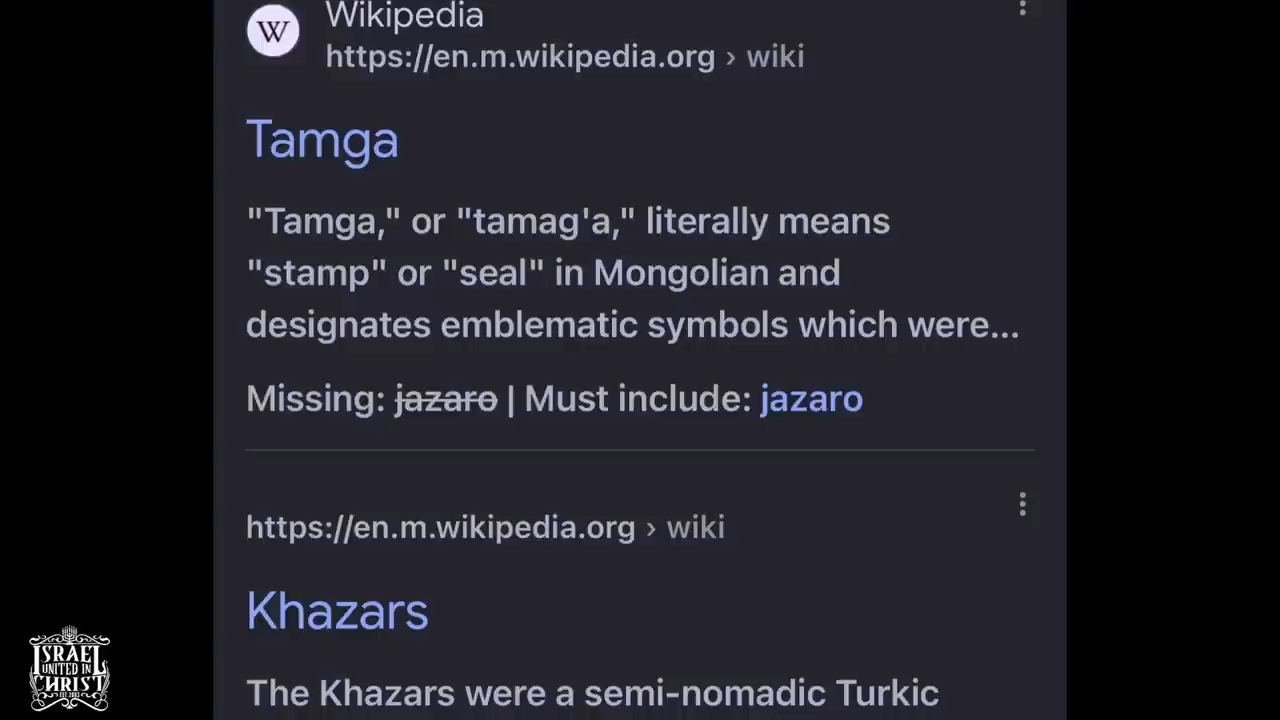 Wikipedia
W
https://en.m.wikipedia.org › wiki
Tamga
"Tamga," or "tamag'a," literally means
"stamp" or "seal" in Mongolian and
designates emblematic symbols which were...
Missing: jazaro | Must include: jazaro
https://en.m.wikipedia.org › wiki
Khazars
The Khazars were a semi-nomadic Turkic
ISRAEL
UNITED IN
CHRIST
EST 2003